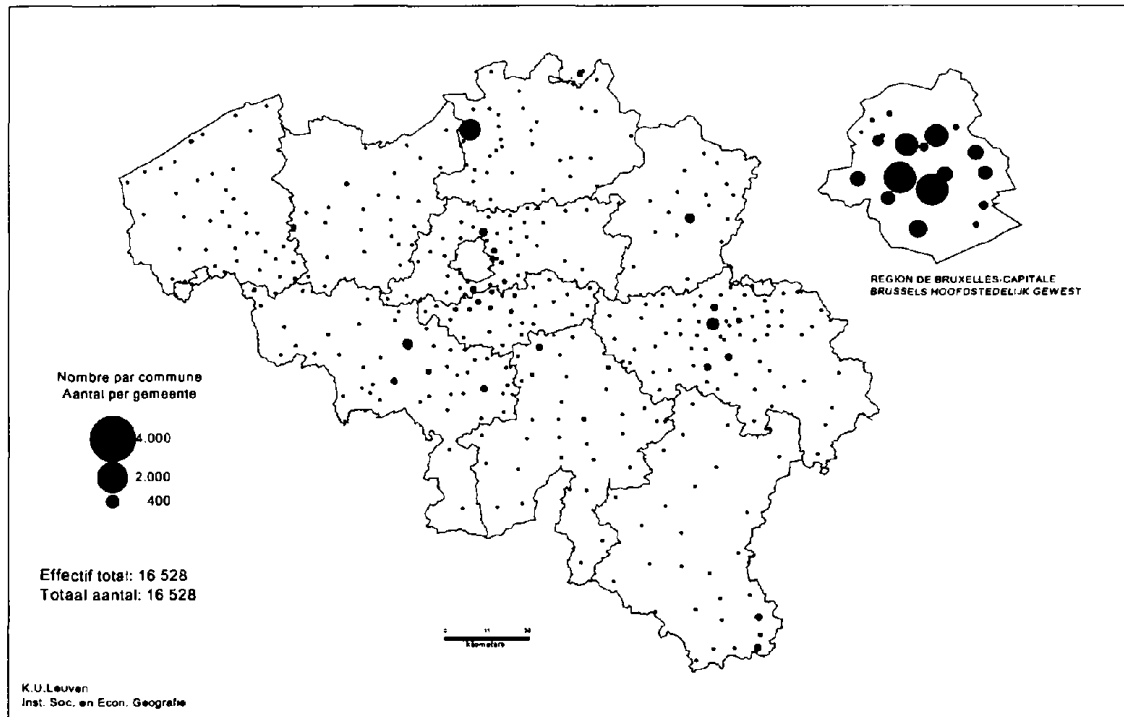 REGION DE BRUXELLES-CAPITALE
BRUSSELS HOOFDSTEDELIJK GEWEST
Nombre par commune
Aantal per gemeente
4.000
2.000
400
Effectif total: 16 528
Totaal aantal: 16 528
kilometers
K.U.Leuven
Inst. Soc. en Econ. Geografie